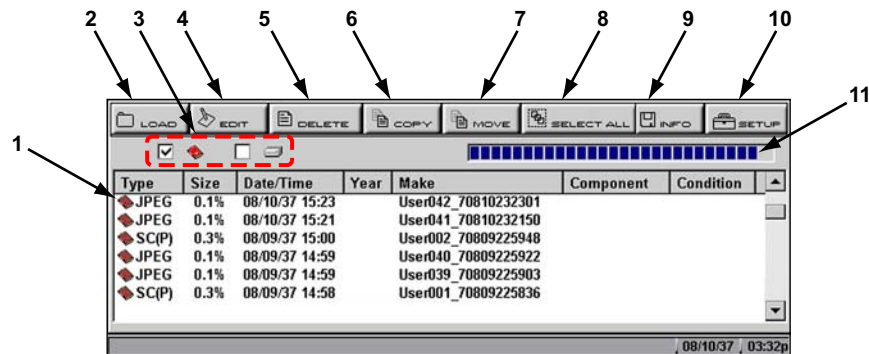 2 3 4 5 6 7 8 9 10
11
1
LOAD EDIT DELETE COPY MOVE SELECT ALL INFO SETUP
Type Size Date/Time Year Make Component Condition
JPEG 0.1% 08/10/37 15:23 User042_70810232301
JPEG 0.1% 08/10/37 15:21 User041_70810232150
SC(P) 0.3% 08/09/37 15:00 User002_70809225948
JPEG 0.1% 08/09/37 14:59 User040_70809225922
JPEG 0.1% 08/09/37 14:59 User039_70809225903
SC(P) 0.3% 08/09/37 14:58 User001_70809225836
08/10/37 03:32p